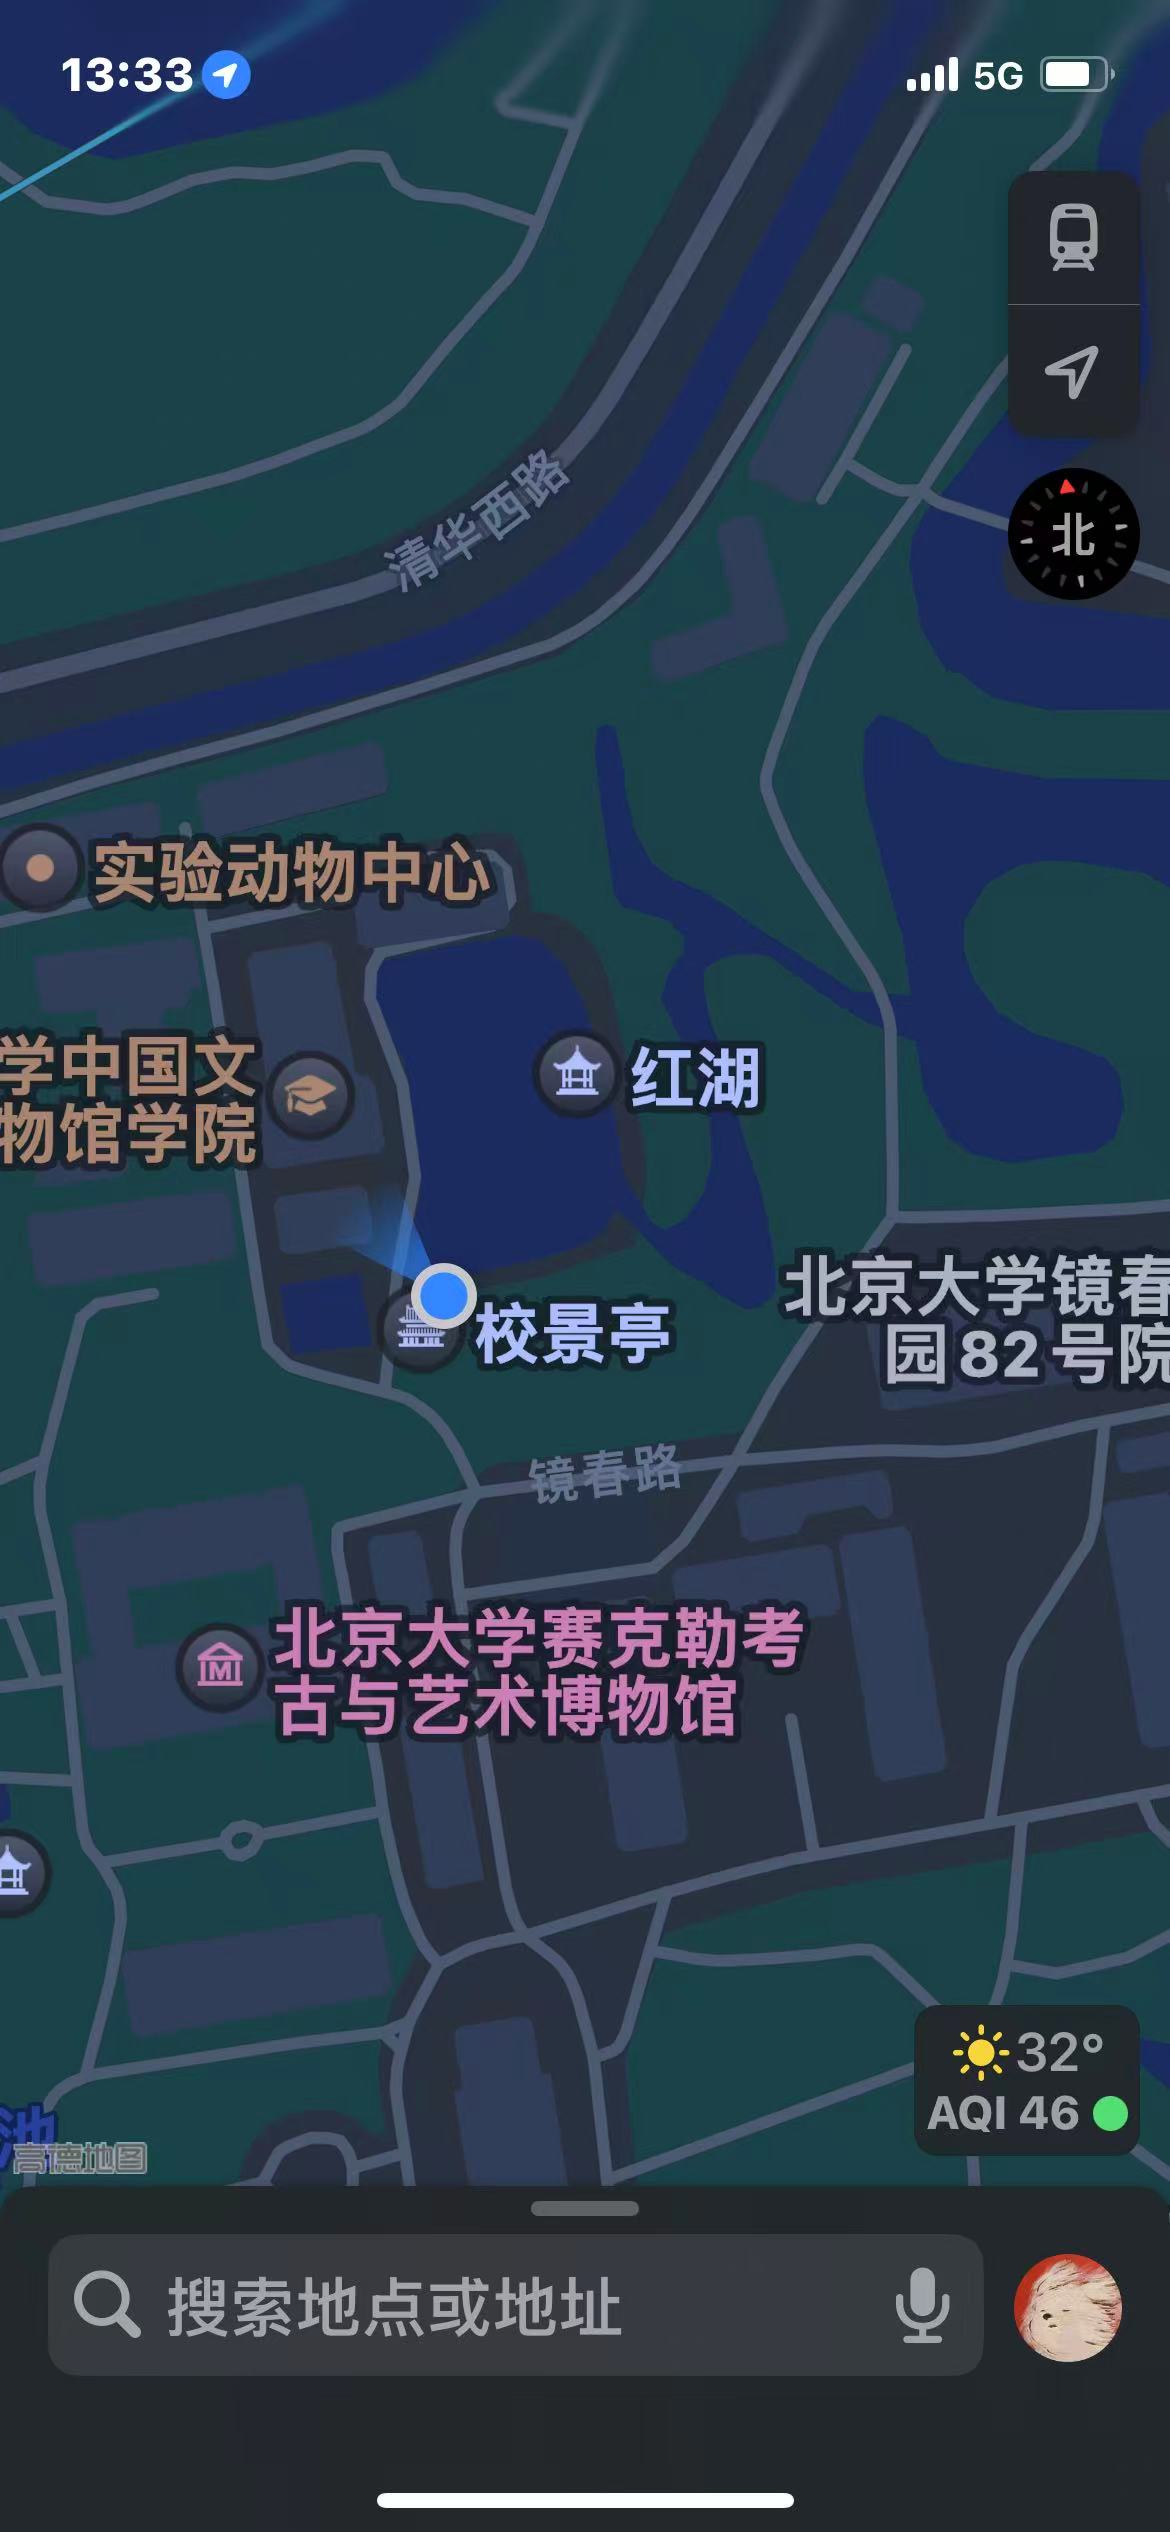 13:33
5G
北
清华西路
实验动物中心
学中国文
物馆学院
红湖
校景亭
北京大学镜春
园82号院
镜春路
北京大学赛克勒考
古与艺术博物馆
32°
AQI 46
池
高德地图
搜索地点或地址